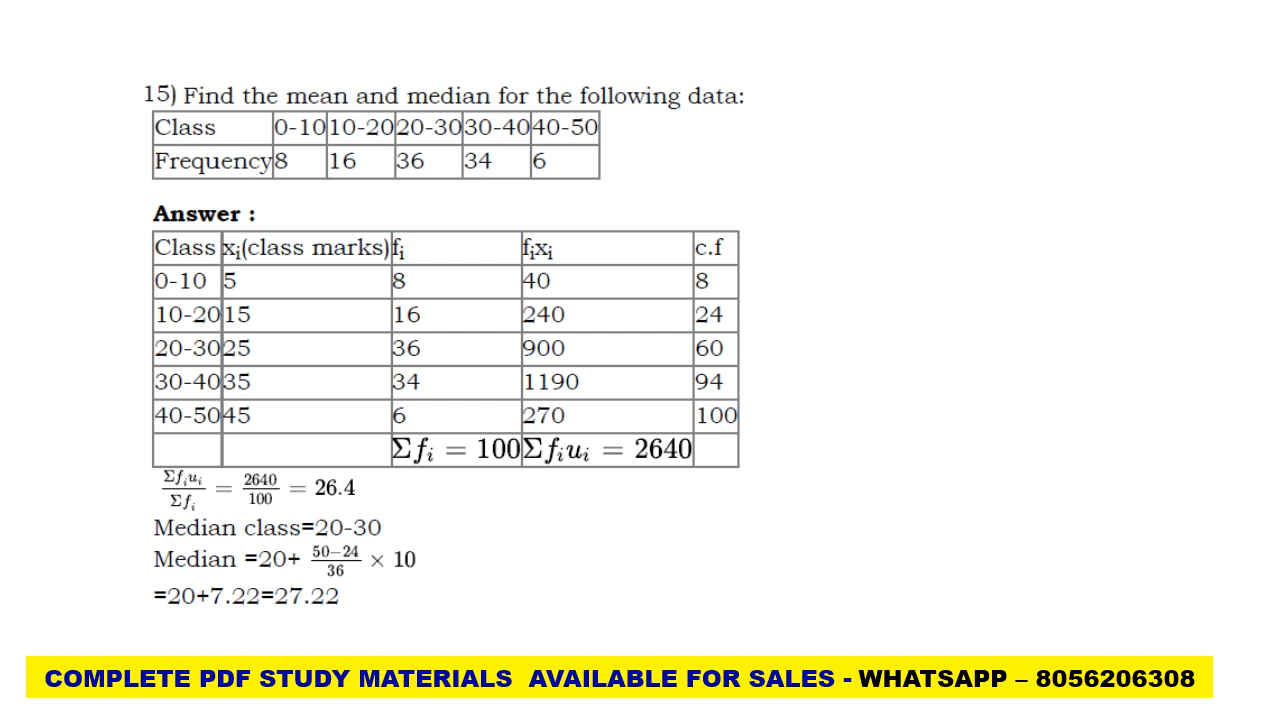 15) Find the mean and median for the following data:
Class 0-10 10-20 20-30 30-40 40-50
Frequency 8 16 36 34 6
Answer :
Class xᵢ(class marks) fᵢ fᵢxᵢ c.f
0-10 5 8 40 8
10-20 15 16 240 24
20-30 25 36 900 60
30-40 35 34 1190 94
40-50 45 6 270 100
Σfᵢ = 100 Σfᵢuᵢ = 2640
Σfᵢuᵢ/Σfᵢ = 2640/100 = 26.4
Median class=20-30
Median =20+ 50−24/36 × 10
=20+7.22=27.22
COMPLETE PDF STUDY MATERIALS AVAILABLE FOR SALES - WHATSAPP – 8056206308